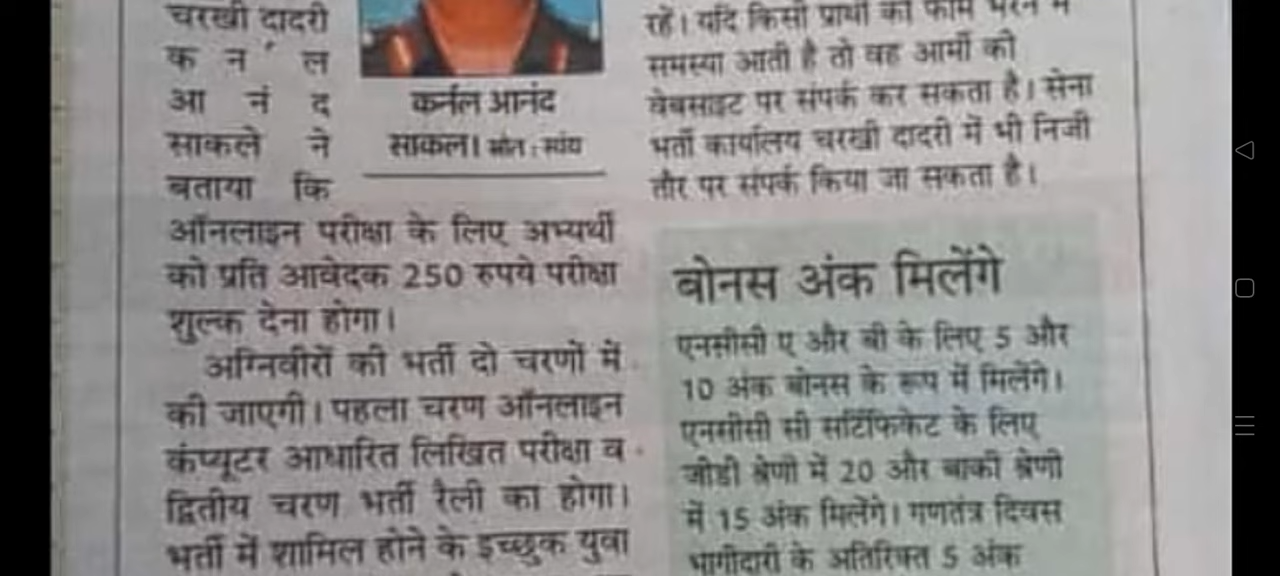 चरखी दादरी
क न ॔ ल
आ नं द
साकले ने
बताया कि
कर्नल आनंद
साकल। स्रोत : स्वयं
ऑनलाइन परीक्षा के लिए अभ्यर्थी
को प्रति आवेदक 250 रुपये परीक्षा
शुल्क देना होगा।
अग्निवीरों की भर्ती दो चरणों में
की जाएगी। पहला चरण ऑनलाइन
कंप्यूटर आधारित लिखित परीक्षा व
द्वितीय चरण भर्ती रैली का होगा।
भर्ती में शामिल होने के इच्छुक युवा
रहें। यदि किसी प्रार्थी को फार्म भरने में
समस्या आती है तो वह आर्मी की
वेबसाइट पर संपर्क कर सकता है। सेना
भर्ती कार्यालय चरखी दादरी में भी निजी
तौर पर संपर्क किया जा सकता है।
बोनस अंक मिलेंगे
एनसीसी ए और बी के लिए 5 और
10 अंक बोनस के रूप में मिलेंगे।
एनसीसी सी सर्टिफिकेट के लिए
जीडी श्रेणी में 20 और बाकी श्रेणी
में 15 अंक मिलेंगे। गणतंत्र दिवस
भागीदारी के अतिरिक्त 5 अंक